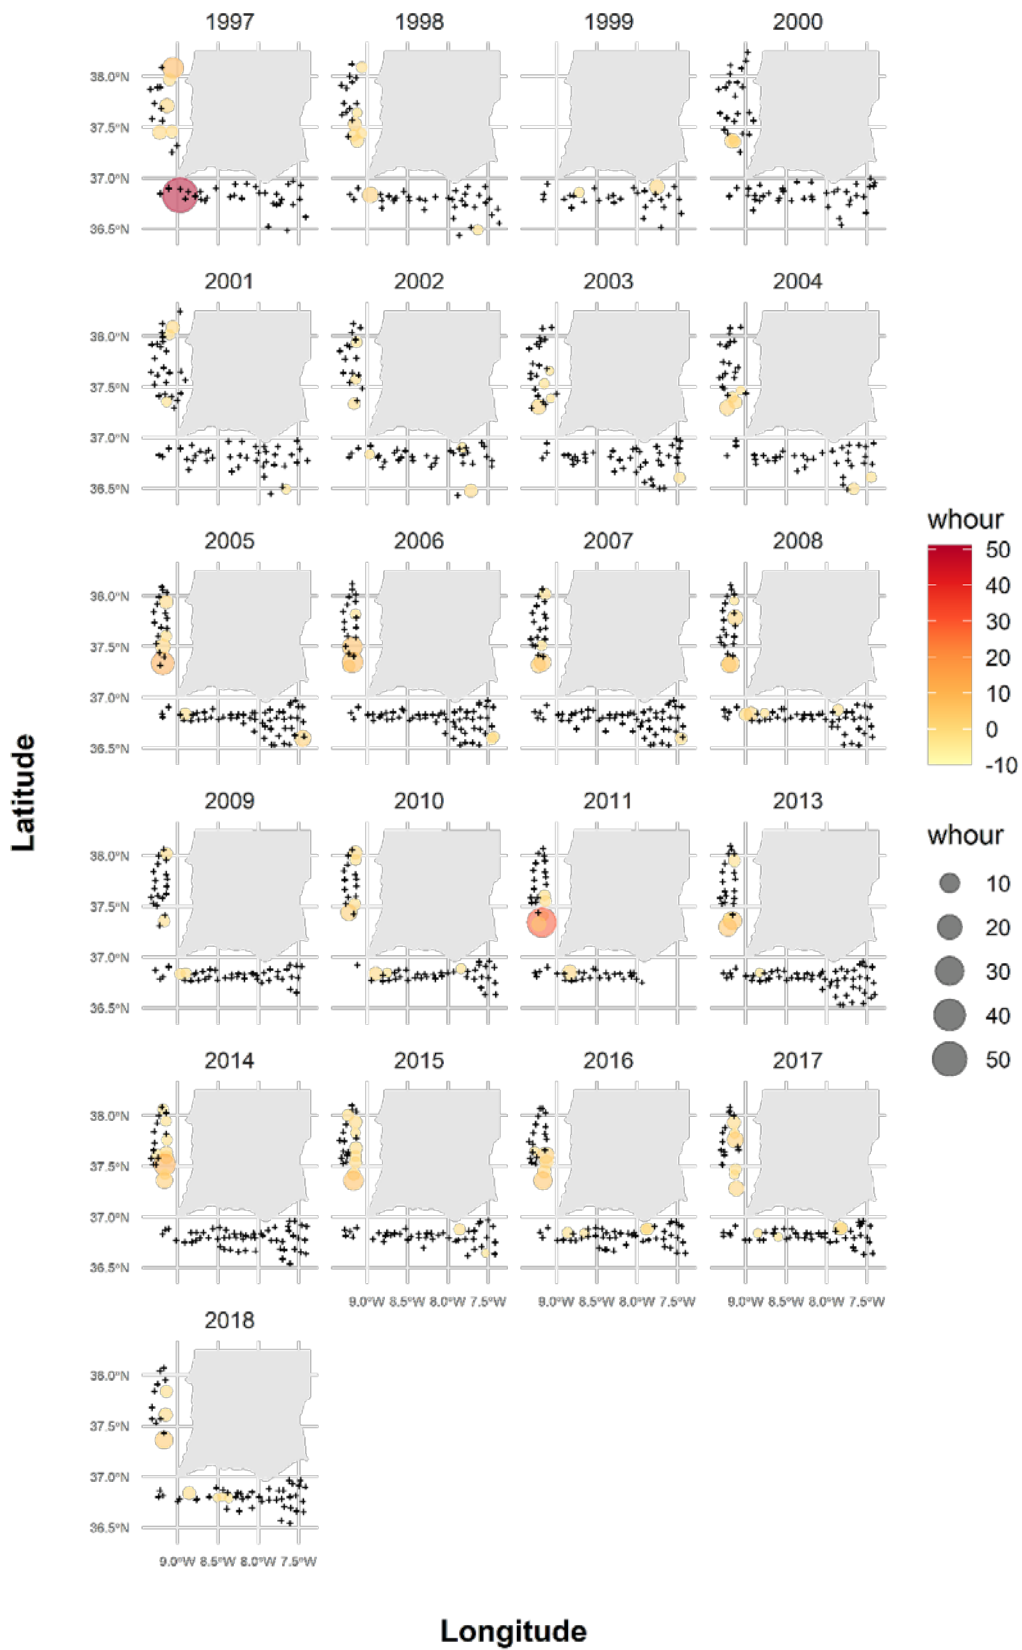 1997 1998 1999 2000
38.0°N
37.5°N
37.0°N
36.5°N
2001 2002 2003 2004
38.0°N
37.5°N
37.0°N
36.5°N
2005 2006 2007 2008
38.0°N
37.5°N
37.0°N
36.5°N
2009 2010 2011 2013
38.0°N
37.5°N
37.0°N
36.5°N
2014 2015 2016 2017
38.0°N
37.5°N
37.0°N
36.5°N
9.0°W 8.5°W 8.0°W 7.5°W 9.0°W 8.5°W 8.0°W 7.5°W 9.0°W 8.5°W 8.0°W 7.5°W
2018
38.0°N
37.5°N
37.0°N
36.5°N
9.0°W 8.5°W 8.0°W 7.5°W
Latitude
Longitude
whour
50
40
30
20
10
0
-10
whour
10
20
30
40
50